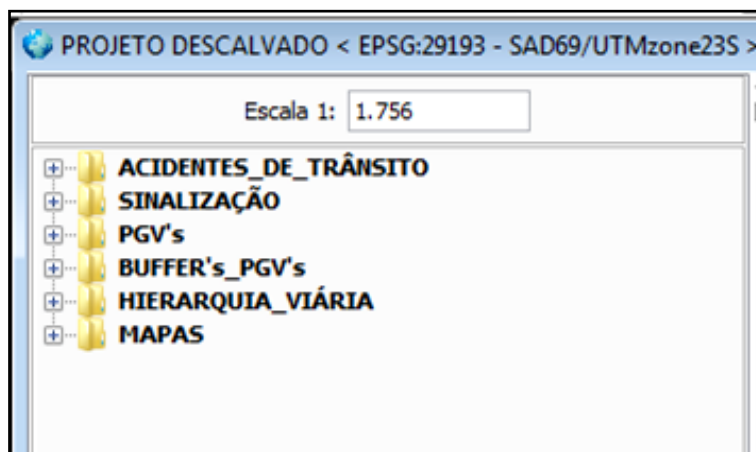 PROJETO DESCALVADO < EPSG:29193 - SAD69/UTMzone23S >
Escala 1: 1.756
ACIDENTES_DE_TRÂNSITO
SINALIZAÇÃO
PGV's
BUFFER's_PGV's
HIERARQUIA_VIÁRIA
MAPAS